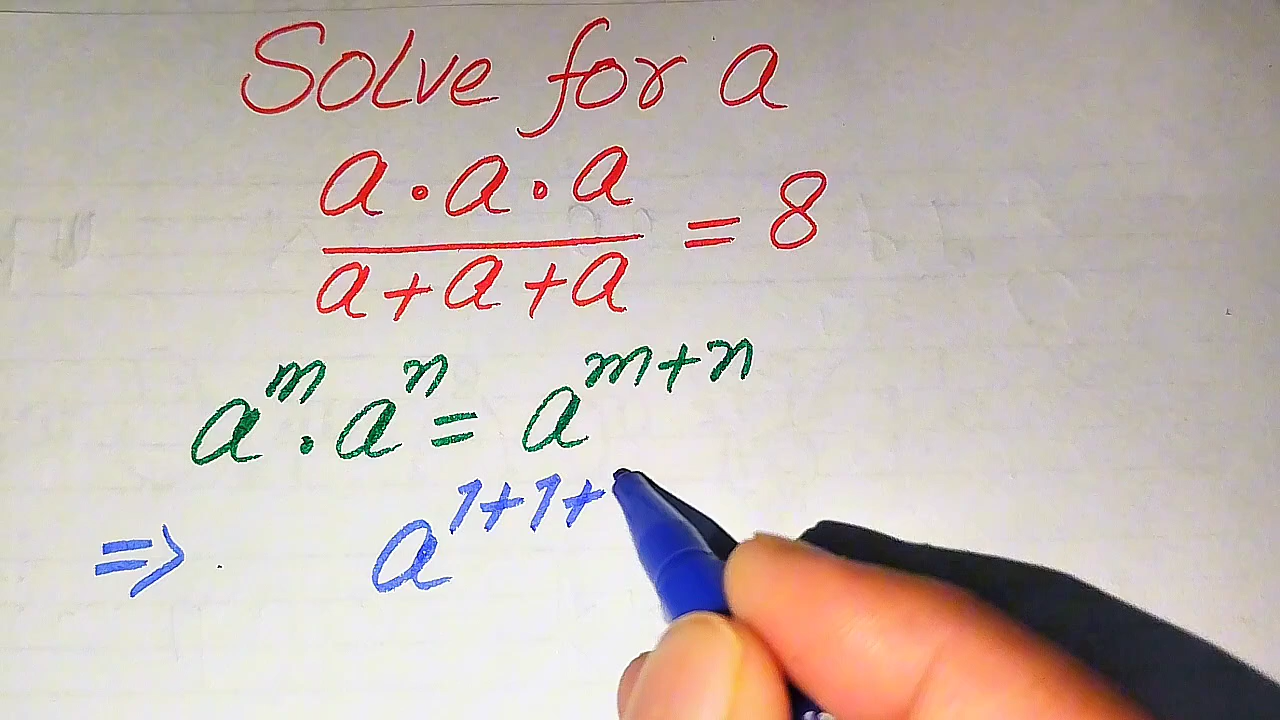 Solve for a
a · a · a
a + a + a = 8
a^m . a^n = a^{m+n}
=> a^{1+1+